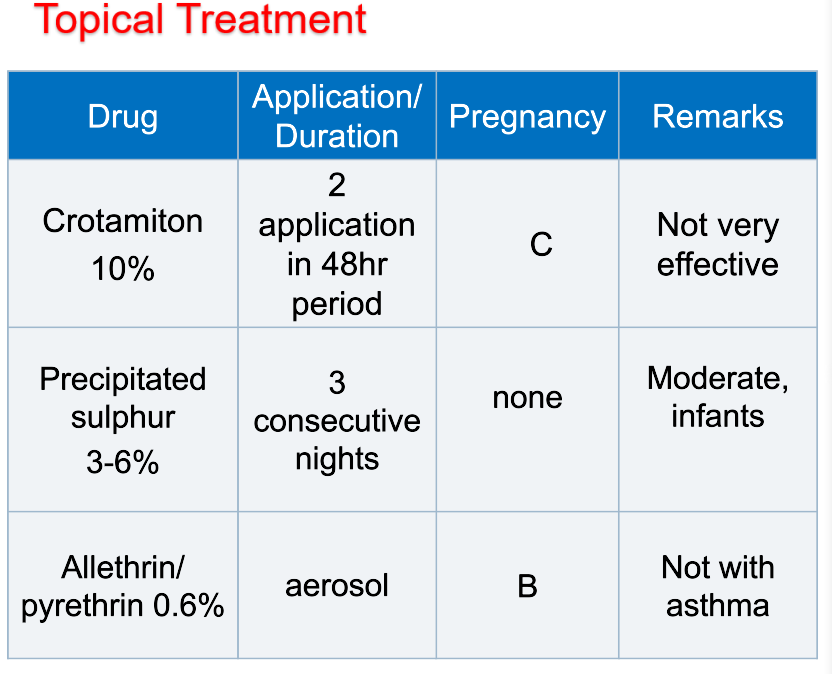 Topical Treatment
Drug
Application/
Duration
Pregnancy
Remarks
Crotamiton
10%
2
application
in 48hr
period
C
Not very
effective
Precipitated
sulphur
3-6%
3
consecutive
nights
none
Moderate,
infants
Allethrin/
pyrethrin 0.6%
aerosol
B
Not with
asthma